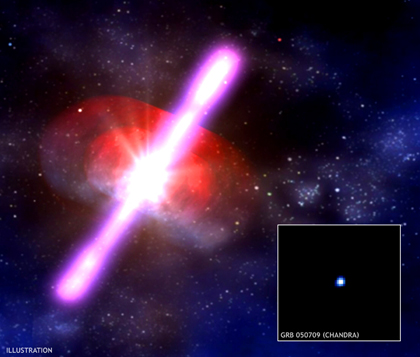 GRB 050709 (CHANDRA)
ILLUSTRATION